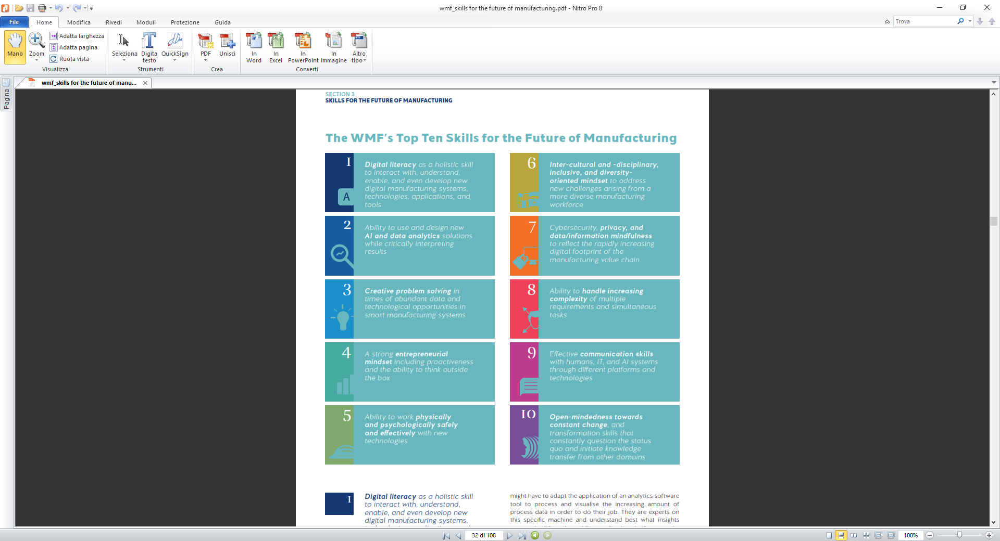 wmf_skills for the future of manufacturing.pdf - Nitro Pro 8
File
Home
Modifica
Rivedi
Moduli
Protezione
Guida
Trova
Mano
Zoom
Adatta larghezza
Adatta pagina
Ruota vista
Visualizza
Seleziona
Digita
testo
QuickSign
Strumenti
PDF
Unisci
Crea
In
Word
In
Excel
In
PowerPoint
In
immagine
Altro
tipo
Converti
wmf_skills for the future of manu...
Pagina
SECTION 3
SKILLS FOR THE FUTURE OF MANUFACTURING
The WMF's Top Ten Skills for the Future of Manufacturing
1
A
Digital literacy as a holistic skill
to interact with, understand,
enable, and even develop new
digital manufacturing systems,
technologies, applications, and
tools
2
Ability to use and design new
AI and data analytics solutions
while critically interpreting
results
3
Creative problem solving in
times of abundant data and
technological opportunities in
smart manufacturing systems
4
A strong entrepreneurial
mindset including proactiveness
and the ability to think outside
the box
5
Ability to work physically
and psychologically safely
and effectively with new
technologies
6
Inter-cultural and -disciplinary,
inclusive, and diversity-
oriented mindset to address
new challenges arising from a
more diverse manufacturing
workforce
7
Cybersecurity, privacy, and
data/information mindfulness
to reflect the rapidly increasing
digital footprint of the
manufacturing value chain
8
Ability to handle increasing
complexity of multiple
requirements and simultaneous
tasks
9
Effective communication skills
with humans, IT, and AI systems
through different platforms and
technologies
10
Open-mindedness towards
constant change, and
transformation skills that
constantly question the status
quo and initiate knowledge
transfer from other domains
1
Digital literacy as a holistic skill
to interact with, understand,
enable, and even develop new
digital manufacturing systems,
might have to adapt the application of an analytics software
tool to process and visualise the increasing amount of
process data in order to do their job. They are experts on
this specific machine and understand best what insights
32 di 108
100%